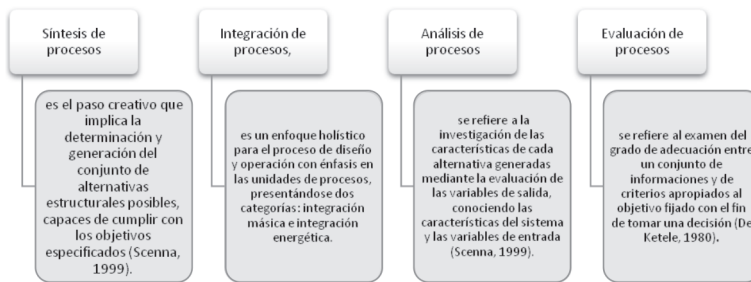 Síntesis de
procesos
es el paso creativo que
implica la
determinación y
generación del
conjunto de
alternativas
estructurales posibles,
capaces de cumplir con
los objetivos
especificados (Scenna,
1999).
Integración de
procesos,
es un enfoque holístico
para el proceso de diseño
y operación con énfasis en
las unidades de procesos,
presentándose dos
categorías: integración
másica e integración
energética.
Análisis de
procesos
se refiere a la
investigación de las
características de cada
alternativa generadas
mediante la evaluación de
las variables de salida,
conociendo las
características del sistema
y las variables de entrada
(Scenna, 1999).
Evaluación de
procesos
se refiere al examen del
grado de adecuación entre
un conjunto de
informaciones y de
criterios apropiados al
objetivo fijado con el fin
de tomar una decisión (De
Ketele, 1980).